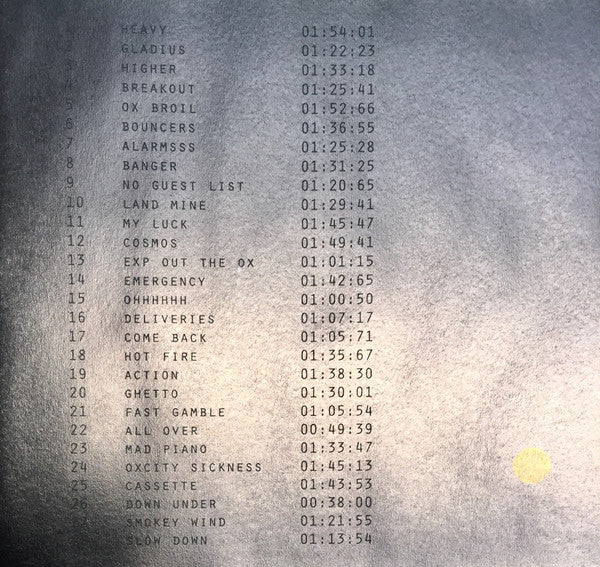 HEAVY 01:54:01
GLADIUS 01:22:23
3 HIGHER 01:33:18
4 BREAKOUT 01:25:41
5 OX BROIL 01:52:66
6 BOUNCERS 01:36:55
7 ALARMSSS 01:25:28
8 BANGER 01:31:25
9 NO GUEST LIST 01:20:65
10 LAND MINE 01:29:41
11 MY LUCK 01:45:47
12 COSMOS 01:49:41
13 EXP OUT THE OX 01:01:15
14 EMERGENCY 01:42:65
15 OHHHHHH 01:00:50
16 DELIVERIES 01:07:17
17 COME BACK 01:05:71
18 HOT FIRE 01:35:67
19 ACTION 01:38:30
20 GHETTO 01:30:01
21 FAST GAMBLE 01:05:54
22 ALL OVER 00:49:39
23 MAD PIANO 01:33:47
24 OXCITY SICKNESS 01:45:13
25 CASSETTE 01:43:53
26 DOWN UNDER 00:38:00
SMOKEY WIND 01:21:55
SLOW DOWN 01:13:54